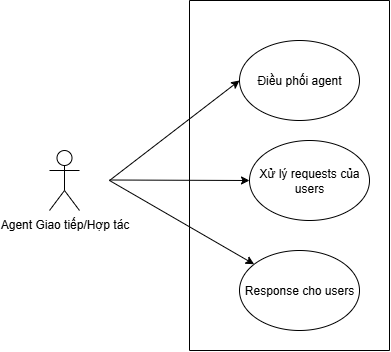 Điều phối agent
Xử lý requests của
users
Agent Giao tiếp/Hợp tác
Response cho users